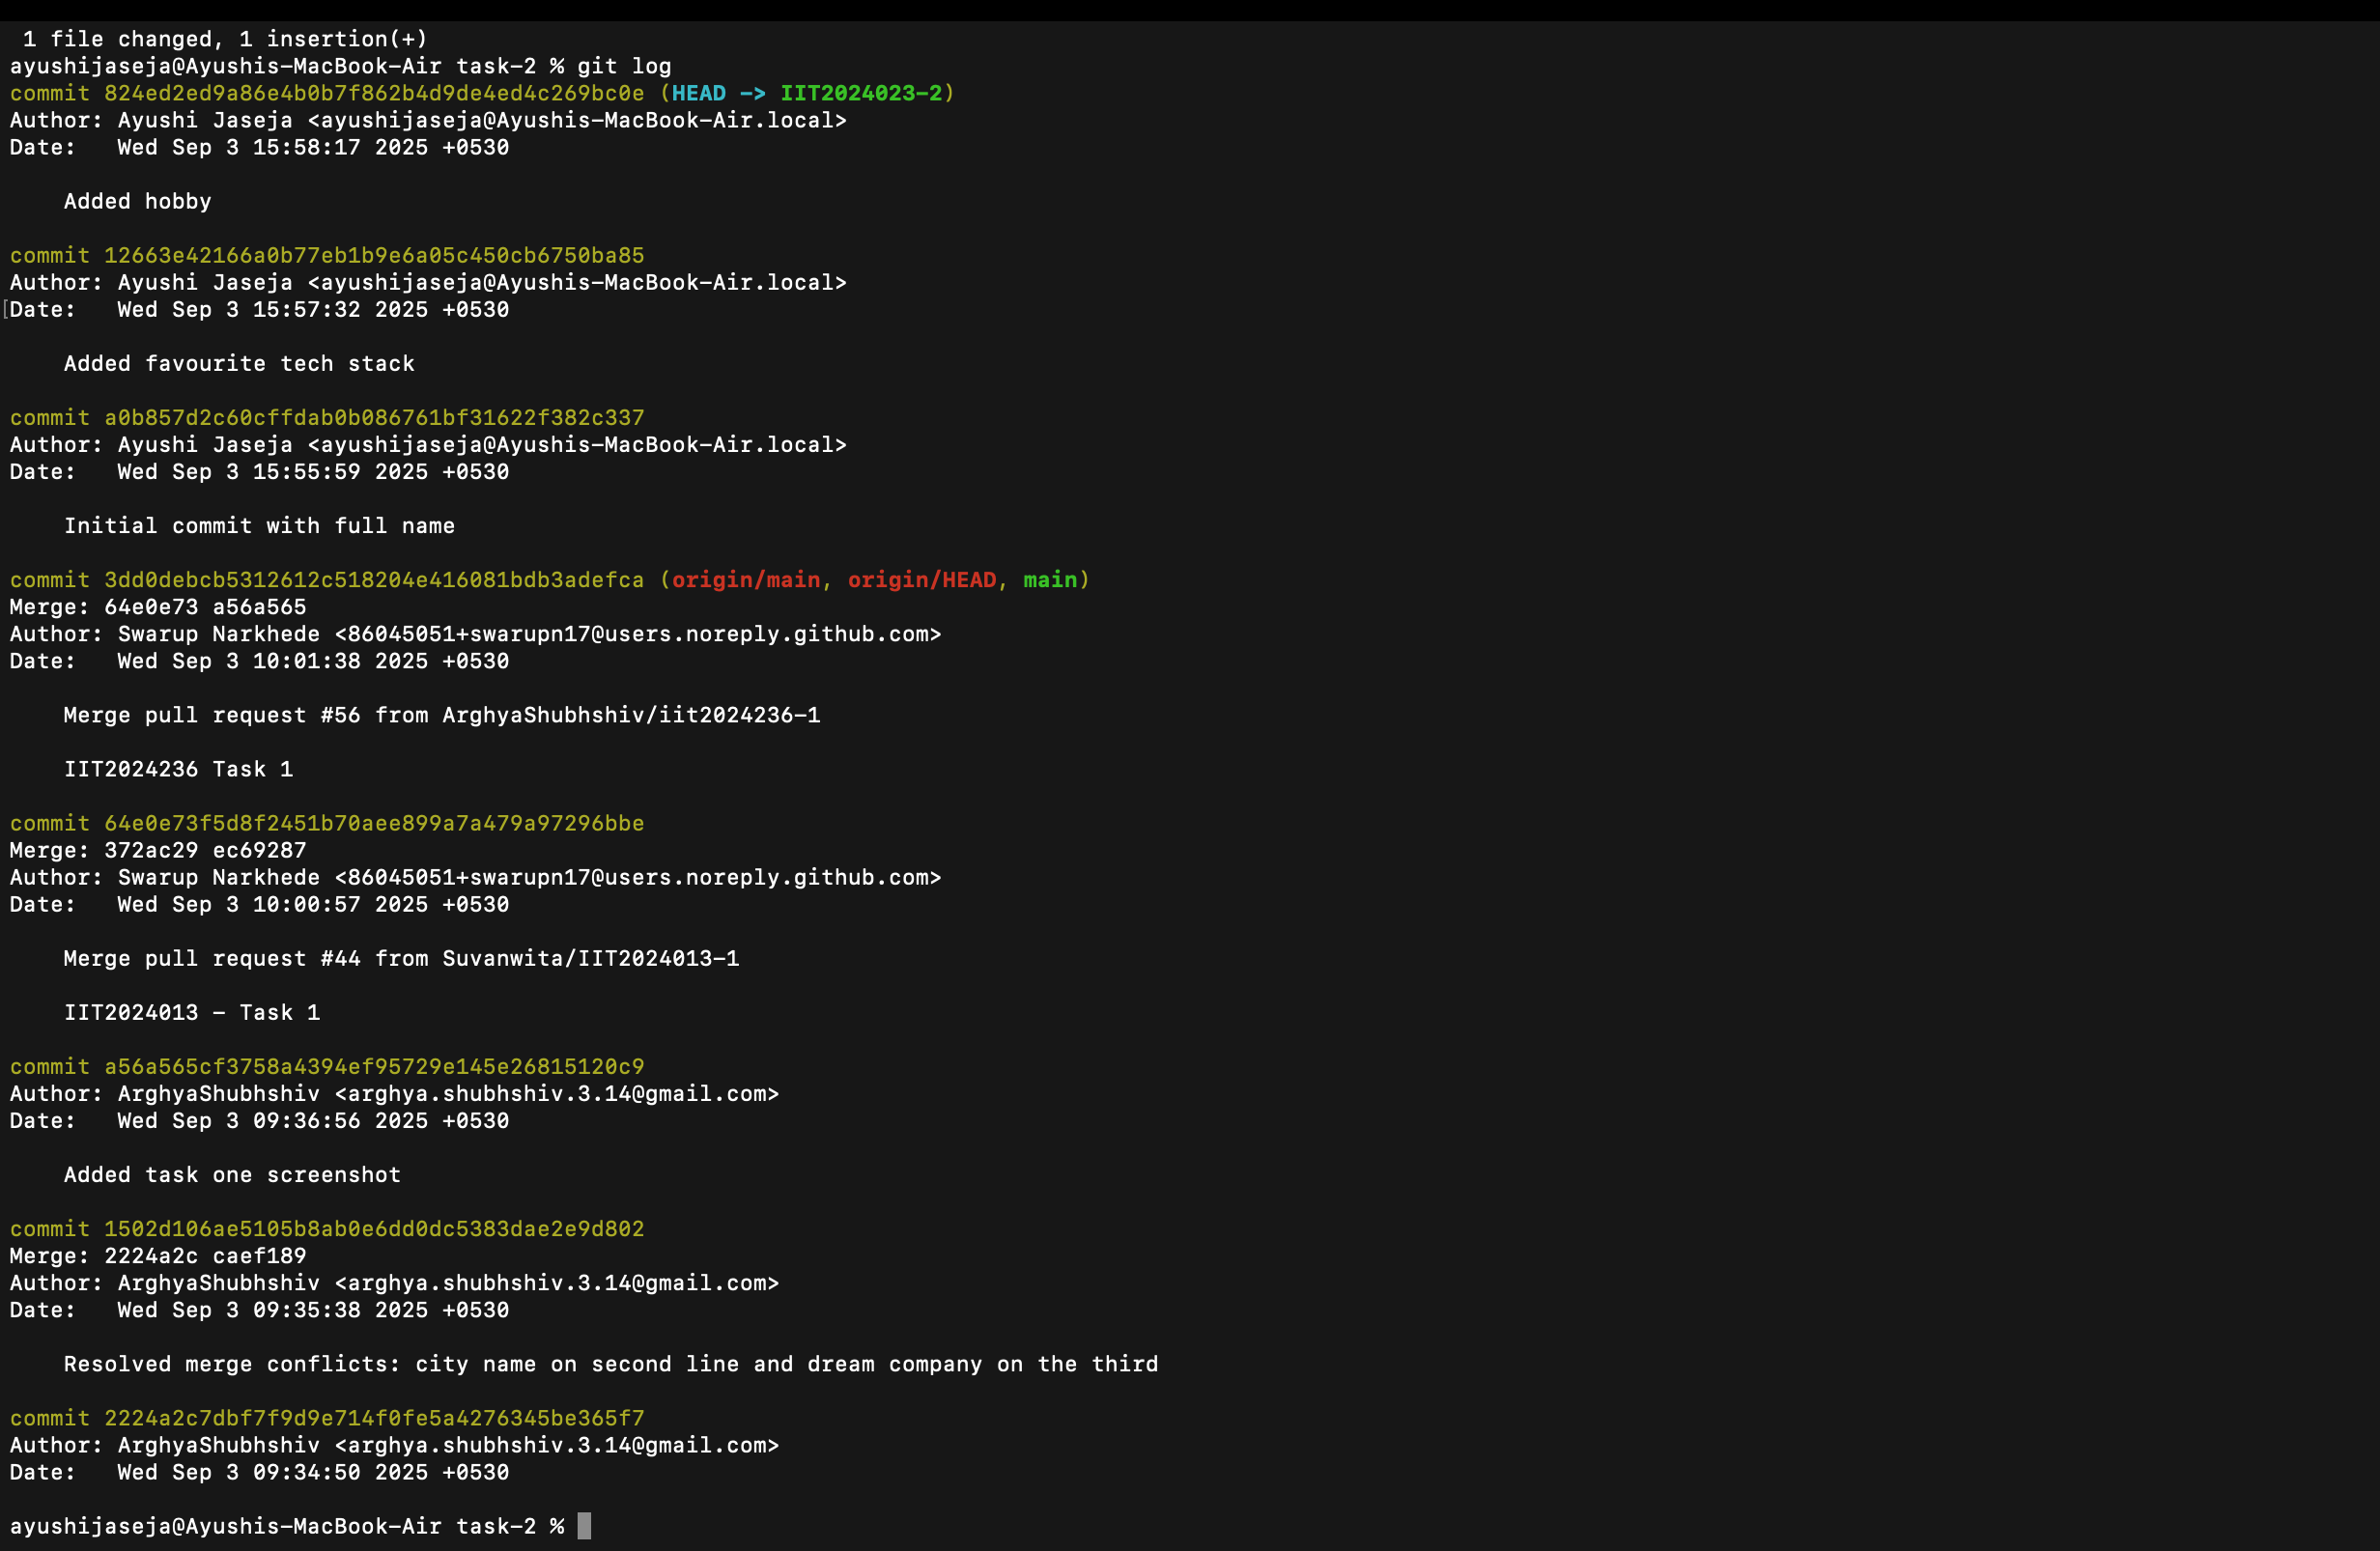 1 file changed, 1 insertion(+)
ayushijaseja@Ayushis-MacBook-Air task-2 % git log
commit 824ed2ed9a86e4b0b7f862b4d9de4ed4c269bc0e (HEAD -> IIT2024023-2)
Author: Ayushi Jaseja <ayushijaseja@Ayushis-MacBook-Air.local>
Date:   Wed Sep 3 15:58:17 2025 +0530
Added hobby
commit 12663e42166a0b77eb1b9e6a05c450cb6750ba85
Author: Ayushi Jaseja <ayushijaseja@Ayushis-MacBook-Air.local>
[Date:   Wed Sep 3 15:57:32 2025 +0530
Added favourite tech stack
commit a0b857d2c60cffdab0b086761bf31622f382c337
Author: Ayushi Jaseja <ayushijaseja@Ayushis-MacBook-Air.local>
Date:   Wed Sep 3 15:55:59 2025 +0530
Initial commit with full name
commit 3dd0debcb5312612c518204e416081bdb3adefca (origin/main, origin/HEAD, main)
Merge: 64e0e73 a56a565
Author: Swarup Narkhede <86045051+swarupn17@users.noreply.github.com>
Date:   Wed Sep 3 10:01:38 2025 +0530
Merge pull request #56 from ArghyaShubhshiv/iit2024236-1
IIT2024236 Task 1
commit 64e0e73f5d8f2451b70aee899a7a479a97296bbe
Merge: 372ac29 ec69287
Author: Swarup Narkhede <86045051+swarupn17@users.noreply.github.com>
Date:   Wed Sep 3 10:00:57 2025 +0530
Merge pull request #44 from Suvanwita/IIT2024013-1
IIT2024013 - Task 1
commit a56a565cf3758a4394ef95729e145e26815120c9
Author: ArghyaShubhshiv <arghya.shubhshiv.3.14@gmail.com>
Date:   Wed Sep 3 09:36:56 2025 +0530
Added task one screenshot
commit 1502d106ae5105b8ab0e6dd0dc5383dae2e9d802
Merge: 2224a2c caef189
Author: ArghyaShubhshiv <arghya.shubhshiv.3.14@gmail.com>
Date:   Wed Sep 3 09:35:38 2025 +0530
Resolved merge conflicts: city name on second line and dream company on the third
commit 2224a2c7dbf7f9d9e714f0fe5a4276345be365f7
Author: ArghyaShubhshiv <arghya.shubhshiv.3.14@gmail.com>
Date:   Wed Sep 3 09:34:50 2025 +0530
ayushijaseja@Ayushis-MacBook-Air task-2 %